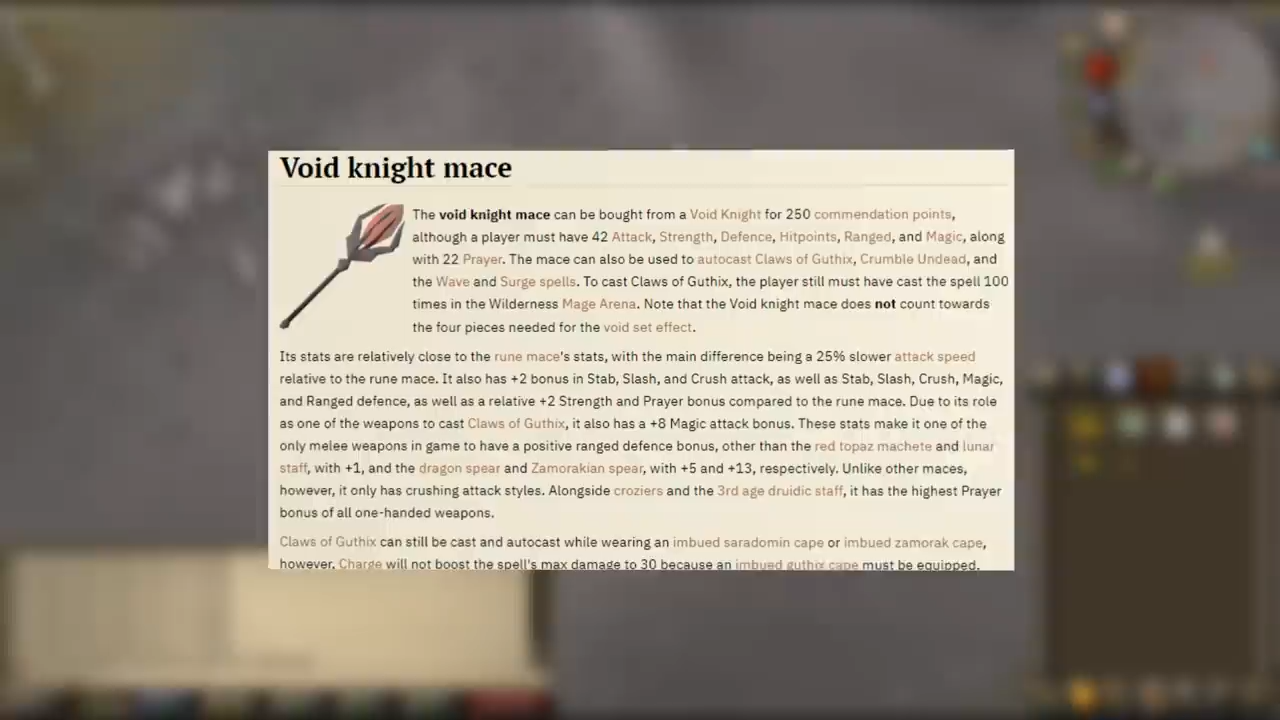 Void knight mace
The void knight mace can be bought from a Void Knight for 250 commendation points,
although a player must have 42 Attack, Strength, Defence, Hitpoints, Ranged, and Magic, along
with 22 Prayer. The mace can also be used to autocast Claws of Guthix, Crumble Undead, and
the Wave and Surge spells. To cast Claws of Guthix, the player still must have cast the spell 100
times in the Wilderness Mage Arena. Note that the Void knight mace does not count towards
the four pieces needed for the void set effect.
Its stats are relatively close to the rune mace's stats, with the main difference being a 25% slower attack speed
relative to the rune mace. It also has +2 bonus in Stab, Slash, and Crush attack, as well as Stab, Slash, Crush, Magic,
and Ranged defence, as well as a relative +2 Strength and Prayer bonus compared to the rune mace. Due to its role
as one of the weapons to cast Claws of Guthix, it also has a +8 Magic attack bonus. These stats make it one of the
only melee weapons in game to have a positive ranged defence bonus, other than the red topaz machete and lunar
staff, with +1, and the dragon spear and Zamorakian spear, with +5 and +13, respectively. Unlike other maces,
however, it only has crushing attack styles. Alongside croziers and the 3rd age druidic staff, it has the highest Prayer
bonus of all one-handed weapons.
Claws of Guthix can still be cast and autocast while wearing an imbued saradomin cape or imbued zamorak cape,
however, Charge will not boost the spell's max damage to 30 because an imbued guthix cape must be equipped.